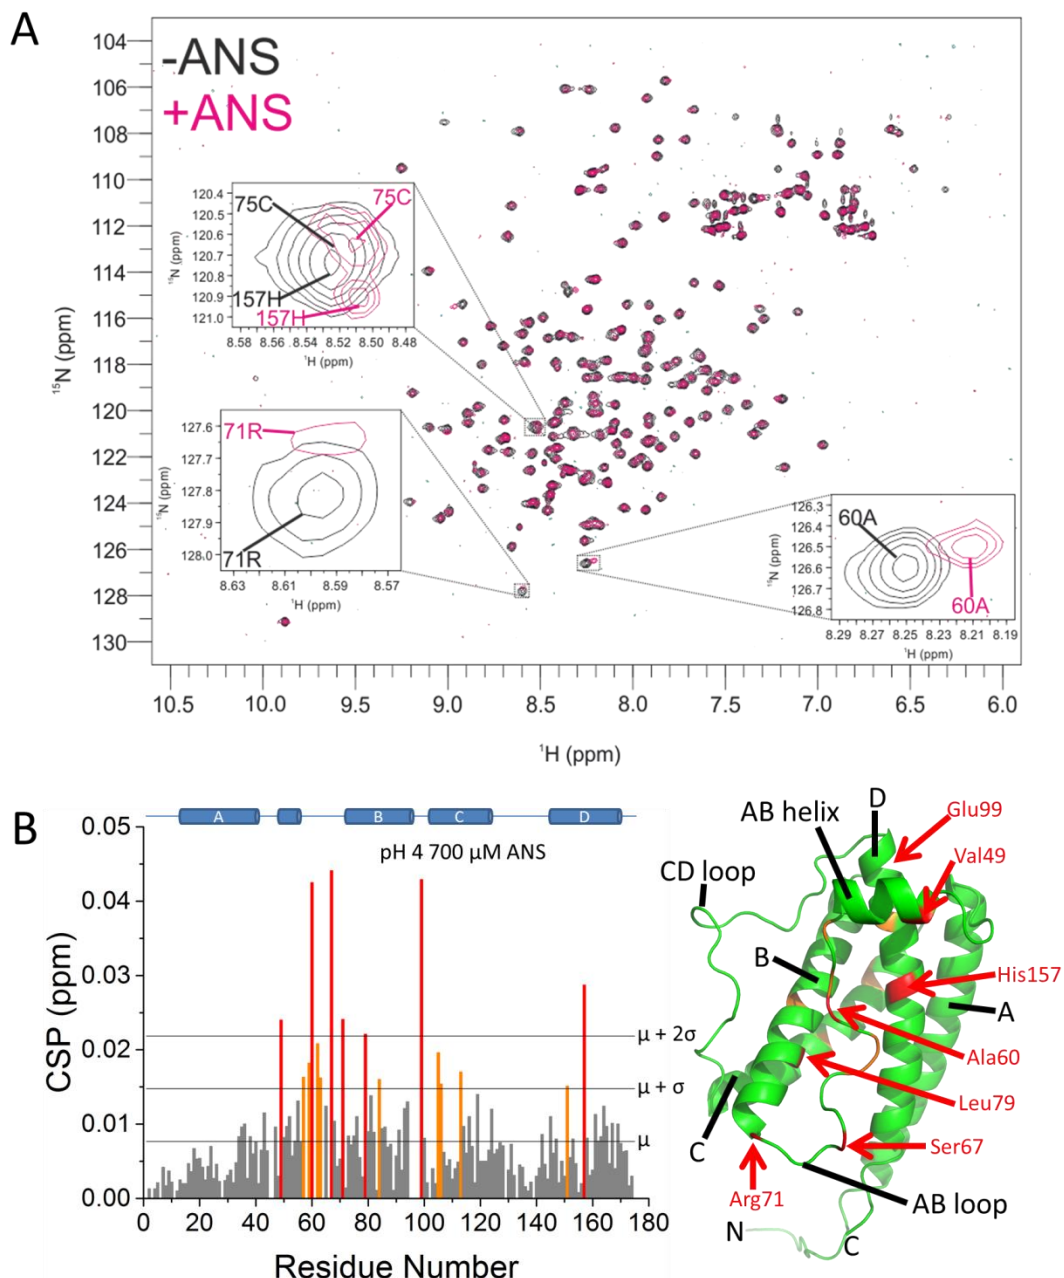 A
-ANS
+ANS
¹H (ppm)
104
106
108
110
112
114
116
118
120
122
124
126
128
130
¹⁵N (ppm)
10.5 10.0 9.5 9.0 8.5 8.0 7.5 7.0 6.5 6.0
¹H (ppm)
75C
75C
157H
157H
120.4
120.5
120.6
120.7
120.8
120.9
121.0
¹⁵N (ppm)
8.58 8.56 8.54 8.52 8.50 8.48
¹H (ppm)
71R
71R
127.6
127.7
127.8
127.9
128.0
¹⁵N (ppm)
8.63 8.61 8.59 8.57
¹H (ppm)
60A
60A
126.3
126.4
126.5
126.6
126.7
126.8
¹⁵N (ppm)
8.29 8.27 8.25 8.23 8.21 8.19
¹H (ppm)
B
A B C D
pH 4 700 µM ANS
0.05
0.04
0.03
0.02
0.01
0.00
CSP (ppm)
µ + 2σ
µ + σ
µ
0 20 40 60 80 100 120 140 160 180
Residue Number
AB helix
D
Glu99
Val49
CD loop
B
His157
A
Ala60
Leu79
C
Ser67
Arg71
AB loop
N
C